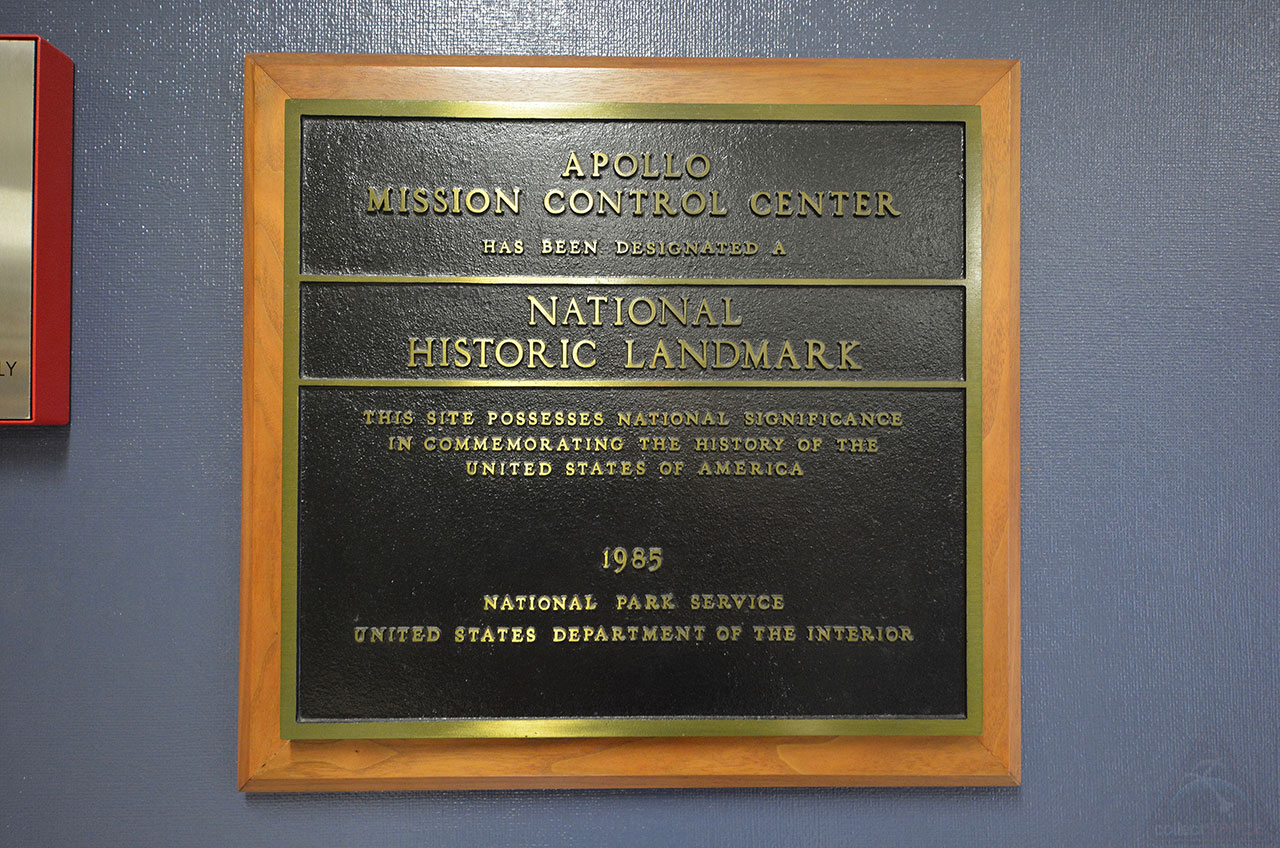 APOLLO
MISSION CONTROL CENTER
HAS BEEN DESIGNATED A
NATIONAL
HISTORIC LANDMARK
THIS SITE POSSESSES NATIONAL SIGNIFICANCE
IN COMMEMORATING THE HISTORY OF THE
UNITED STATES OF AMERICA
1985
NATIONAL PARK SERVICE
UNITED STATES DEPARTMENT OF THE INTERIOR
LY